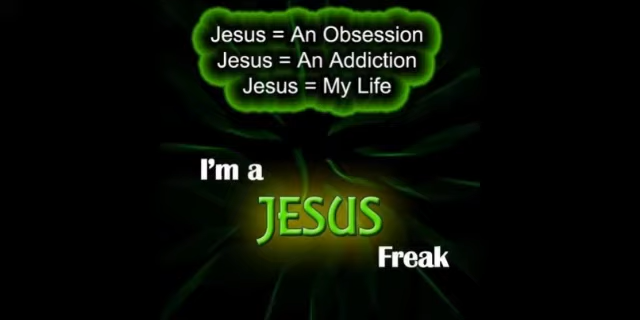 Jesus = An Obsession
Jesus = An Addiction
Jesus = My Life
I'm a
JESUS
Freak